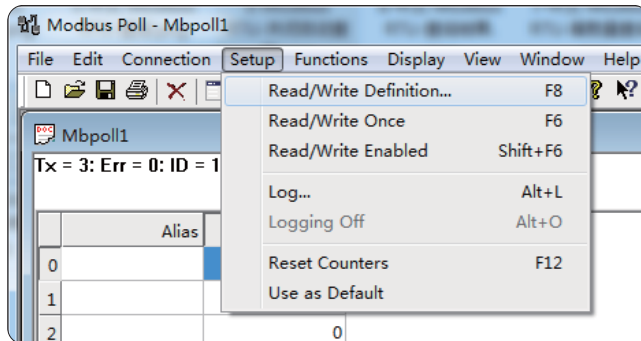 Modbus Poll - Mbpoll1
File Edit Connection Setup Functions Display View Window Help
Read/Write Definition... F8
Read/Write Once F6
Read/Write Enabled Shift+F6
Log... Alt+L
Logging Off Alt+O
Reset Counters F12
Use as Default
Mbpoll1
Tx = 3: Err = 0: ID = 1
Alias
0
1
2 0